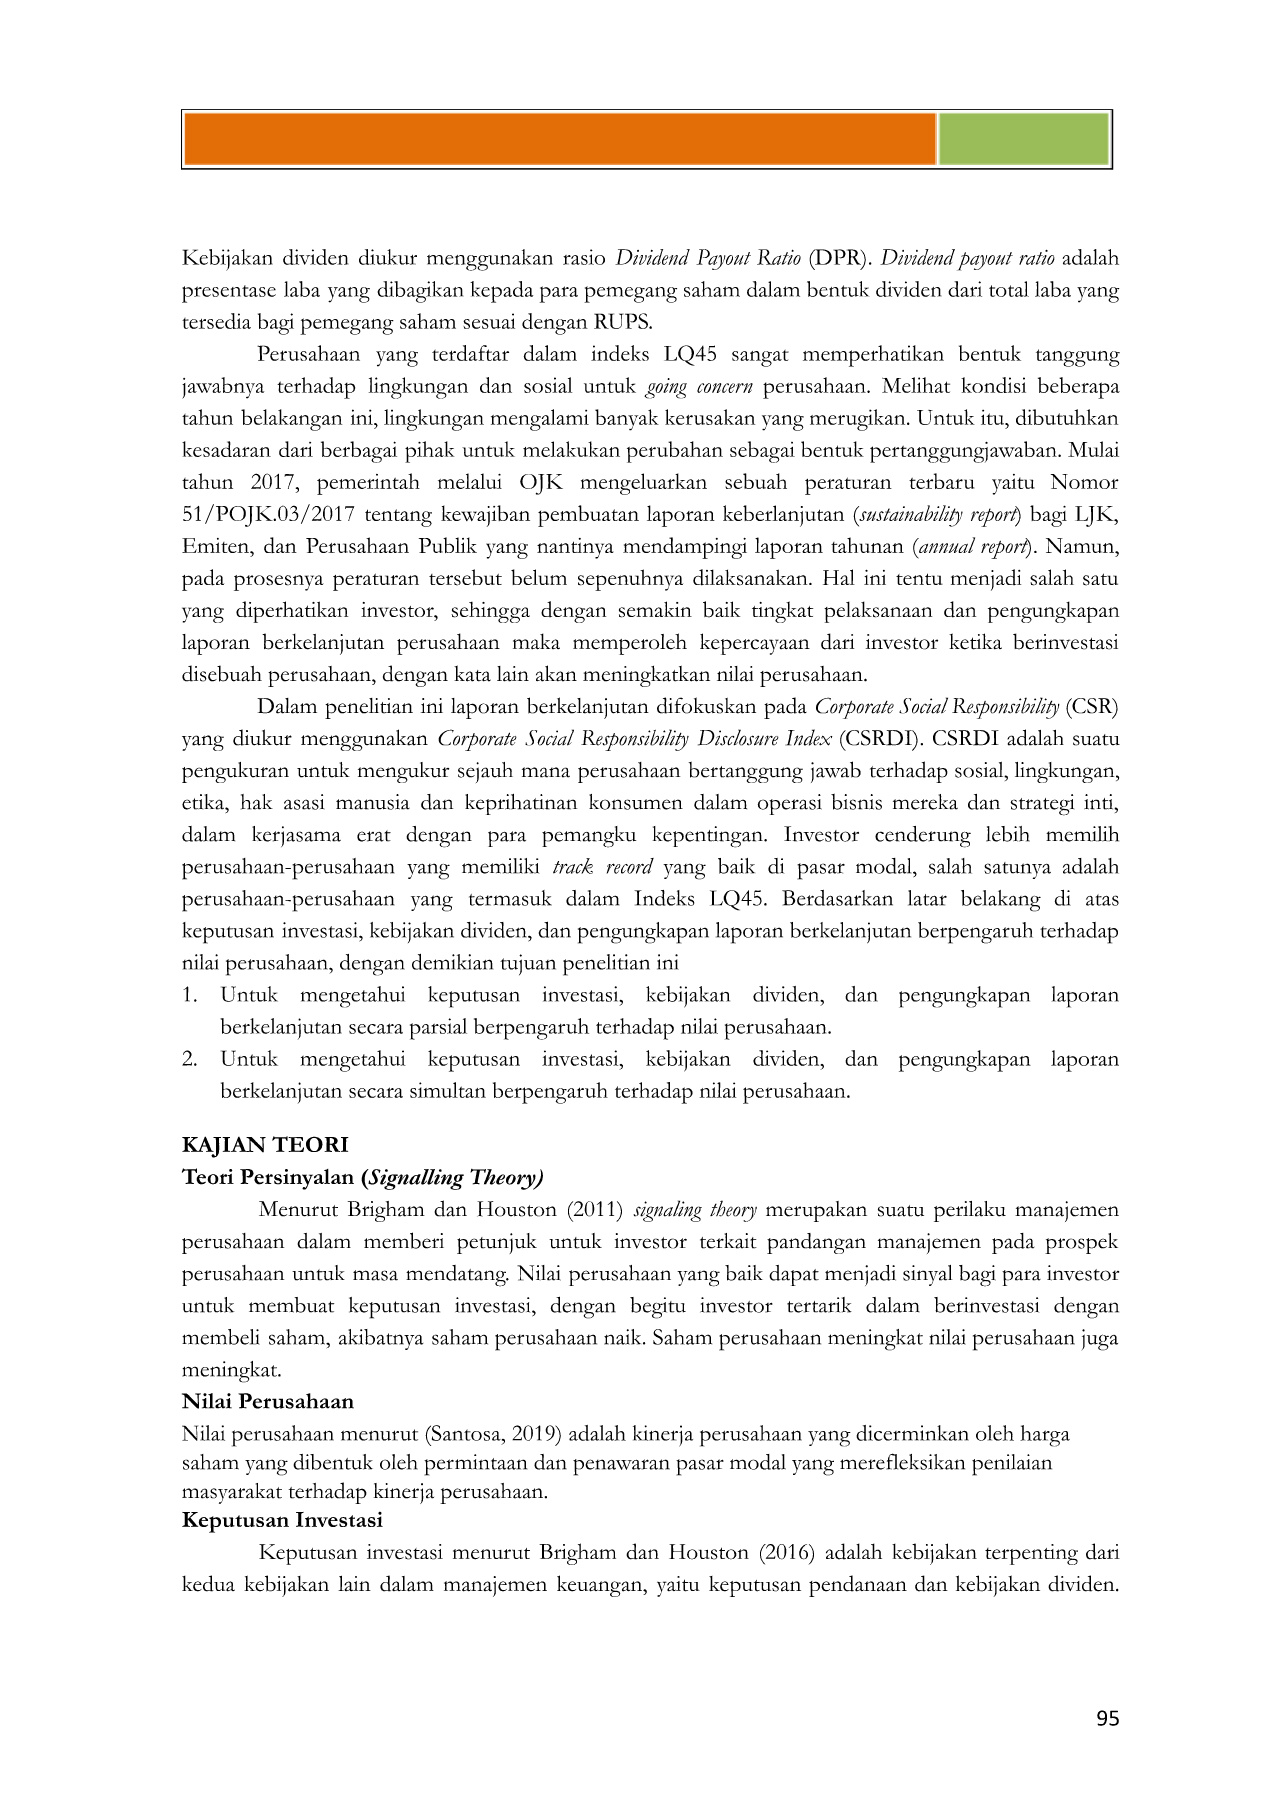 Kebijakan dividen diukur menggunakan rasio Dividend Payout Ratio (DPR). Dividend payout ratio adalah
presentase laba yang dibagikan kepada para pemegang saham dalam bentuk dividen dari total laba yang
tersedia bagi pemegang saham sesuai dengan RUPS.
Perusahaan yang terdaftar dalam indeks LQ45 sangat memperhatikan bentuk tanggung
jawabnya terhadap lingkungan dan sosial untuk going concern perusahaan. Melihat kondisi beberapa
tahun belakangan ini, lingkungan mengalami banyak kerusakan yang merugikan. Untuk itu, dibutuhkan
kesadaran dari berbagai pihak untuk melakukan perubahan sebagai bentuk pertanggungjawaban. Mulai
tahun 2017, pemerintah melalui OJK mengeluarkan sebuah peraturan terbaru yaitu Nomor
51/POJK.03/2017 tentang kewajiban pembuatan laporan keberlanjutan (sustainability report) bagi LJK,
Emiten, dan Perusahaan Publik yang nantinya mendampingi laporan tahunan (annual report). Namun,
pada prosesnya peraturan tersebut belum sepenuhnya dilaksanakan. Hal ini tentu menjadi salah satu
yang diperhatikan investor, sehingga dengan semakin baik tingkat pelaksanaan dan pengungkapan
laporan berkelanjutan perusahaan maka memperoleh kepercayaan dari investor ketika berinvestasi
disebuah perusahaan, dengan kata lain akan meningkatkan nilai perusahaan.
Dalam penelitian ini laporan berkelanjutan difokuskan pada Corporate Social Responsibility (CSR)
yang diukur menggunakan Corporate Social Responsibility Disclosure Index (CSRDI). CSRDI adalah suatu
pengukuran untuk mengukur sejauh mana perusahaan bertanggung jawab terhadap sosial, lingkungan,
etika, hak asasi manusia dan keprihatinan konsumen dalam operasi bisnis mereka dan strategi inti,
dalam kerjasama erat dengan para pemangku kepentingan. Investor cenderung lebih memilih
perusahaan-perusahaan yang memiliki track record yang baik di pasar modal, salah satunya adalah
perusahaan-perusahaan yang termasuk dalam Indeks LQ45. Berdasarkan latar belakang di atas
keputusan investasi, kebijakan dividen, dan pengungkapan laporan berkelanjutan berpengaruh terhadap
nilai perusahaan, dengan demikian tujuan penelitian ini
1. Untuk mengetahui keputusan investasi, kebijakan dividen, dan pengungkapan laporan
berkelanjutan secara parsial berpengaruh terhadap nilai perusahaan.
2. Untuk mengetahui keputusan investasi, kebijakan dividen, dan pengungkapan laporan
berkelanjutan secara simultan berpengaruh terhadap nilai perusahaan.
KAJIAN TEORI
Teori Persinyalan (Signalling Theory)
Menurut Brigham dan Houston (2011) signaling theory merupakan suatu perilaku manajemen
perusahaan dalam memberi petunjuk untuk investor terkait pandangan manajemen pada prospek
perusahaan untuk masa mendatang. Nilai perusahaan yang baik dapat menjadi sinyal bagi para investor
untuk membuat keputusan investasi, dengan begitu investor tertarik dalam berinvestasi dengan
membeli saham, akibatnya saham perusahaan naik. Saham perusahaan meningkat nilai perusahaan juga
meningkat.
Nilai Perusahaan
Nilai perusahaan menurut (Santosa, 2019) adalah kinerja perusahaan yang dicerminkan oleh harga
saham yang dibentuk oleh permintaan dan penawaran pasar modal yang merefleksikan penilaian
masyarakat terhadap kinerja perusahaan.
Keputusan Investasi
Keputusan investasi menurut Brigham dan Houston (2016) adalah kebijakan terpenting dari
kedua kebijakan lain dalam manajemen keuangan, yaitu keputusan pendanaan dan kebijakan dividen.
95